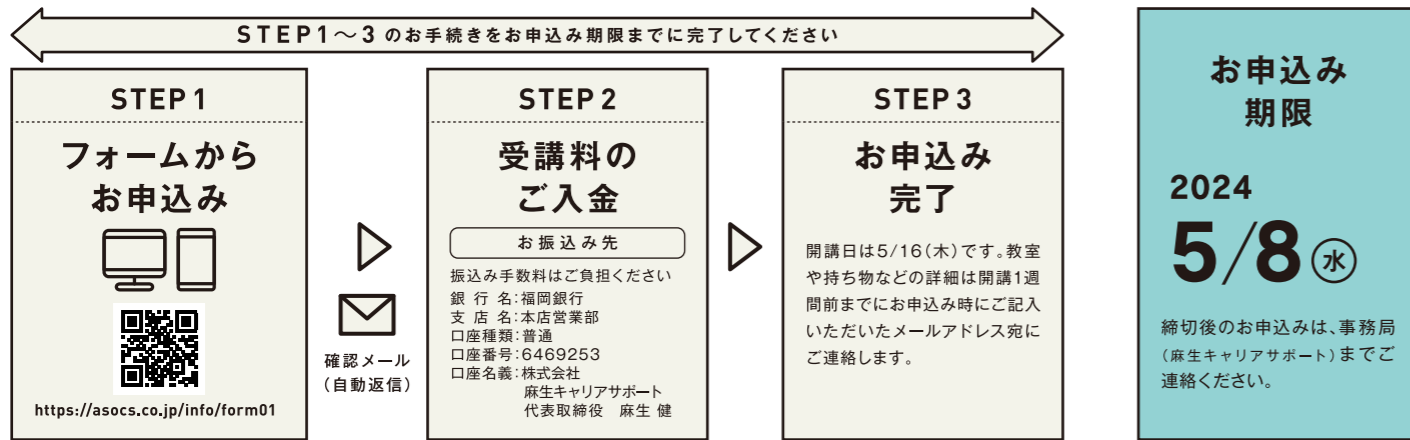 STEP1～3 のお手続きをお申込み期限までに完了してください
STEP 1
フォームから
お申込み
https://asocs.co.jp/info/form01
確認メール
（自動返信）
STEP 2
受講料の
ご入金
お振込み先
振込み手数料はご負担ください
銀 行 名：福岡銀行
支 店 名：本店営業部
口座種類：普通
口座番号：6469253
口座名義：株式会社
麻生キャリアサポート
代表取締役　麻生 健
STEP 3
お申込み
完了
開講日は5/16（木）です。教室
や持ち物などの詳細は開講1週
間前までにお申込み時にご記入
いただいたメールアドレス宛に
ご連絡します。
お申込み
期限
2024
5/8㊌
締切後のお申込みは、事務局
（麻生キャリアサポート）までご
連絡ください。